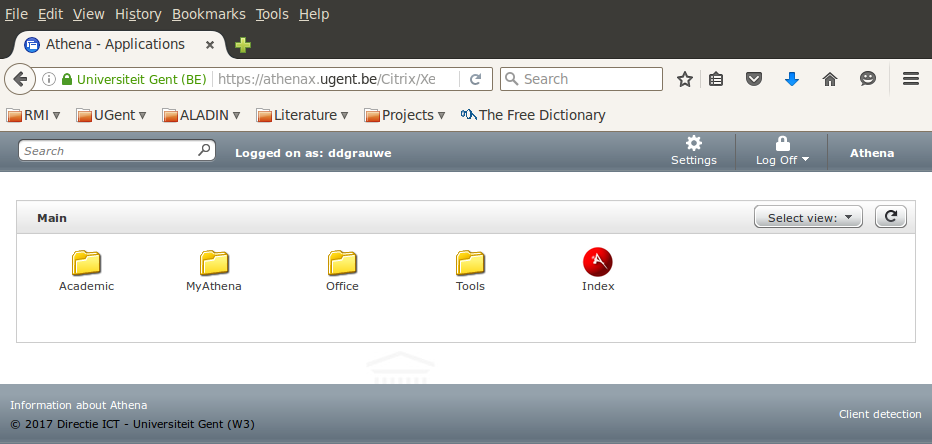 File Edit View History Bookmarks Tools Help
Athena - Applications
Universiteit Gent (BE) https://athenax.ugent.be/Citrix/Xe Search
RMI UGent ALADIN Literature Projects The Free Dictionary
Search Logged on as: ddgrauwe Settings Log Off Athena
Main Select view:
Academic MyAthena Office Tools Index
Information about Athena
Client detection
© 2017 Directie ICT - Universiteit Gent (W3)